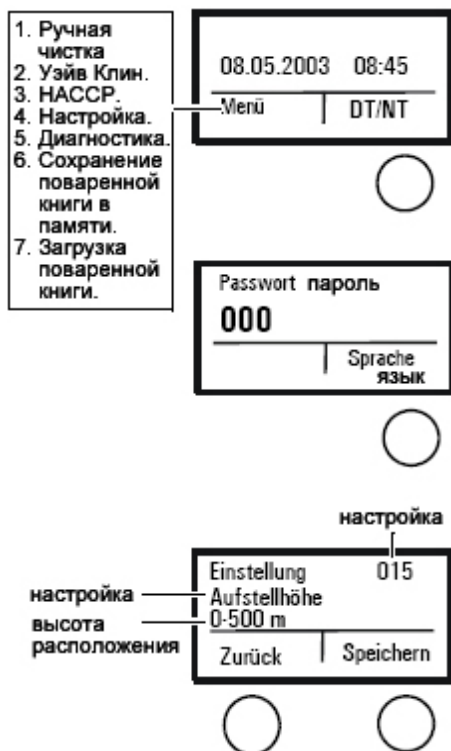 1. Ручная
чистка
2. Уэйв Клин.
3. НАССР.
4. Настройка.
5. Диагностика.
6. Сохранение
поваренной
книги в
памяти.
7. Загрузка
поваренной
книги.
08.05.2003 08:45
Menü DT/NT
Passwort пароль
000
Sprache
язык
настройка
Einstellung 015
настройка Aufstellhöhe
высота 0-500 m
расположения
Zurück Speichern